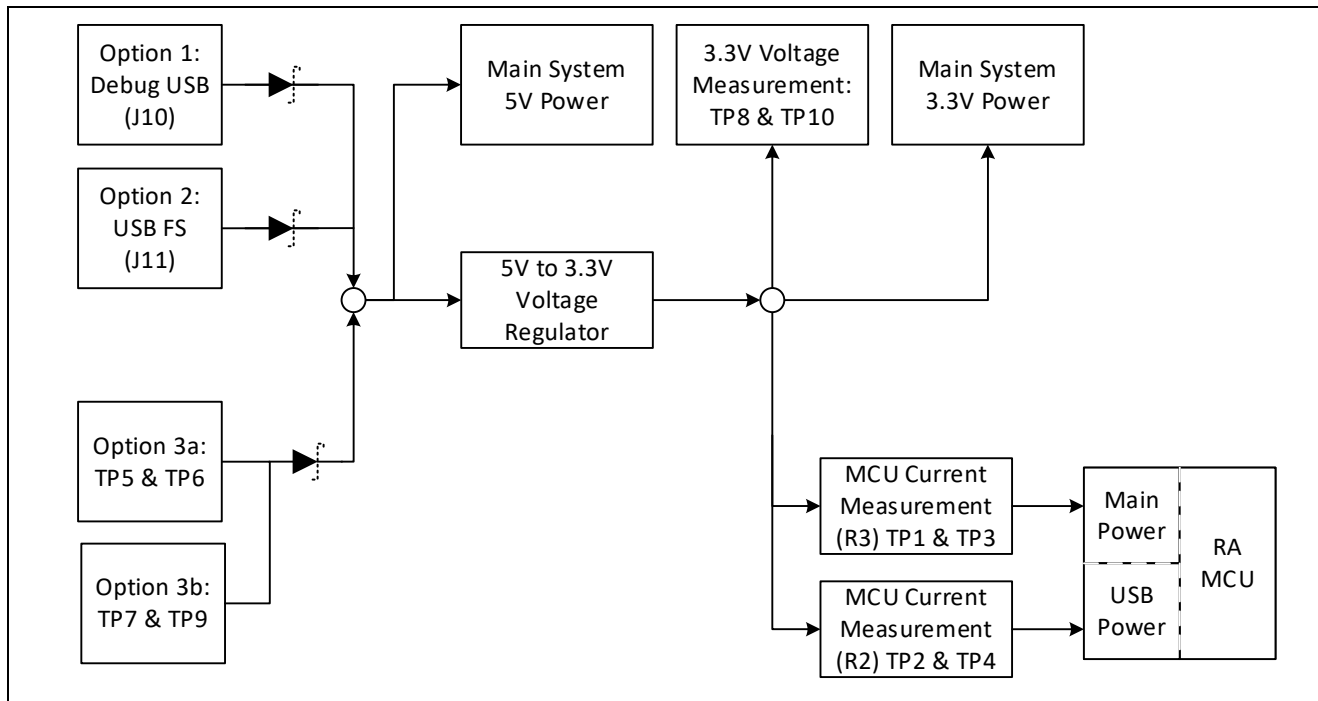 Option 1:
Debug USB
(J10)
Main System
5V Power
3.3V Voltage
Measurement:
TP8 & TP10
Main System
3.3V Power
Option 2:
USB FS
(J11)
5V to 3.3V
Voltage
Regulator
Option 3a:
TP5 & TP6
Option 3b:
TP7 & TP9
MCU Current
Measurement
(R3) TP1 & TP3
MCU Current
Measurement
(R2) TP2 & TP4
Main
Power
USB
Power
RA
MCU